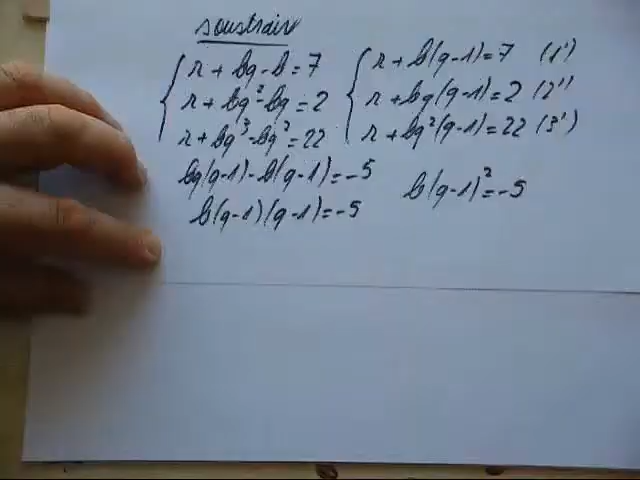 soustraire
r + bq - b = 7
r + bq² - bq = 2
r + bq³ - bq² = 22
r + b(q-1) = 7 (1')
r + bq(q-1) = 2 (2')
r + bq²(q-1) = 22 (3')
bq(q-1) - b(q-1) = -5
b(q-1)(q-1) = -5
b(q-1)² = -5